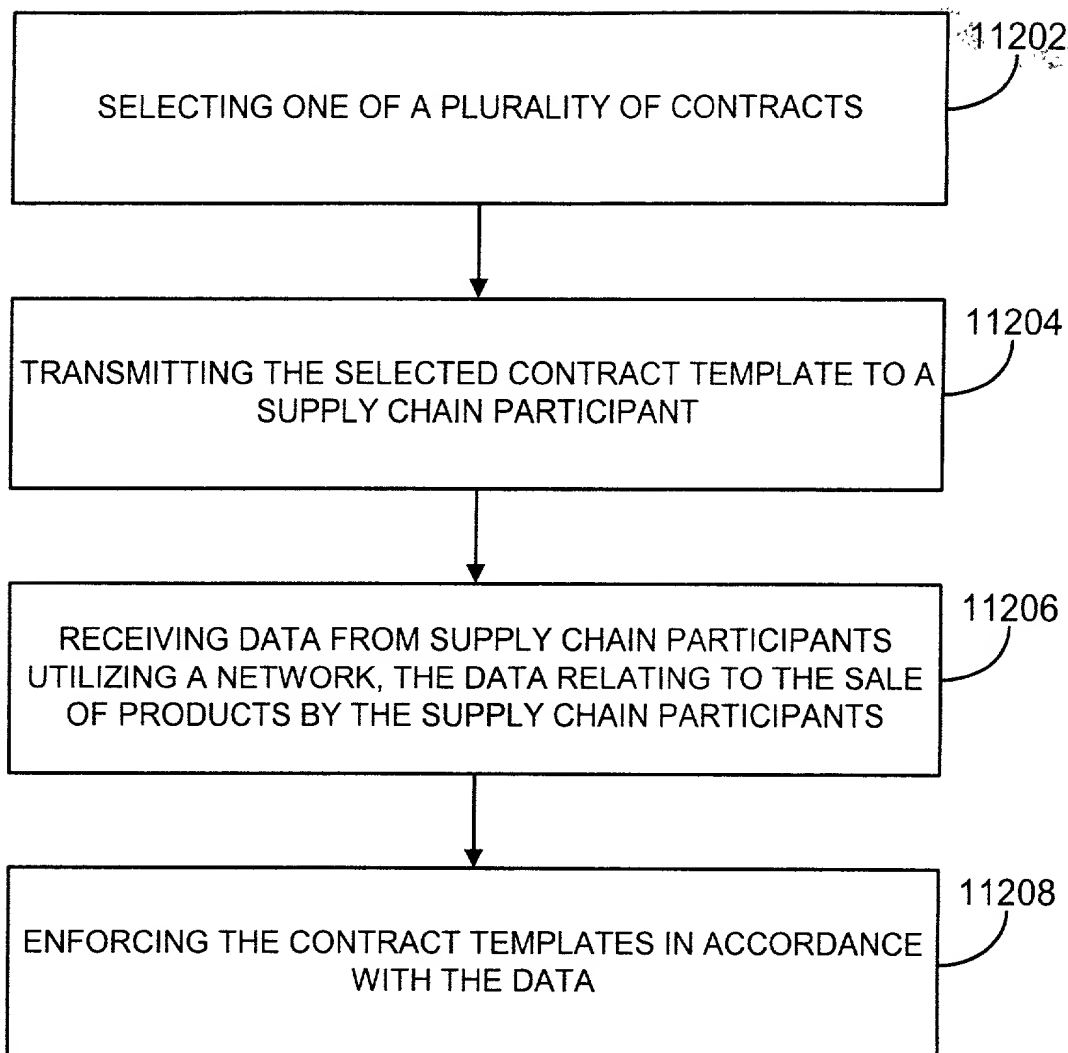 11202
SELECTING ONE OF A PLURALITY OF CONTRACTS
11204
TRANSMITTING THE SELECTED CONTRACT TEMPLATE TO A
SUPPLY CHAIN PARTICIPANT
11206
RECEIVING DATA FROM SUPPLY CHAIN PARTICIPANTS
UTILIZING A NETWORK, THE DATA RELATING TO THE SALE
OF PRODUCTS BY THE SUPPLY CHAIN PARTICIPANTS
11208
ENFORCING THE CONTRACT TEMPLATES IN ACCORDANCE
WITH THE DATA